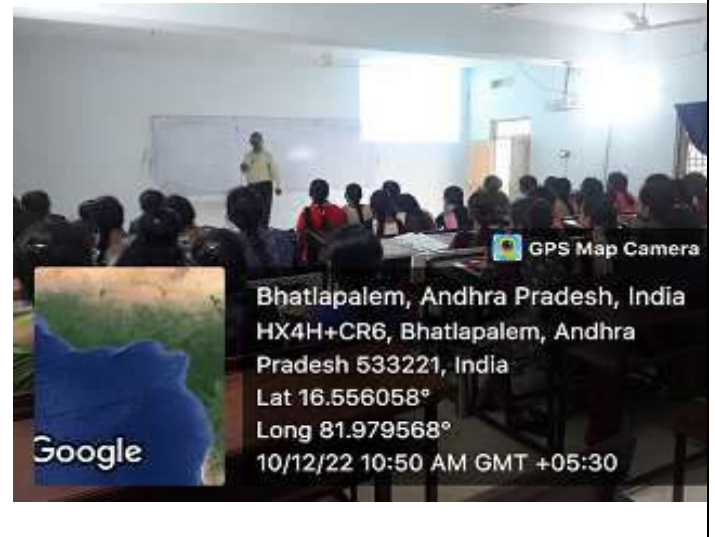 GPS Map Camera
Bhatlapalem, Andhra Pradesh, India
HX4H+CR6, Bhatlapalem, Andhra
Pradesh 533221, India
Lat 16.556058°
Long 81.979568°
10/12/22 10:50 AM GMT +05:30
Google